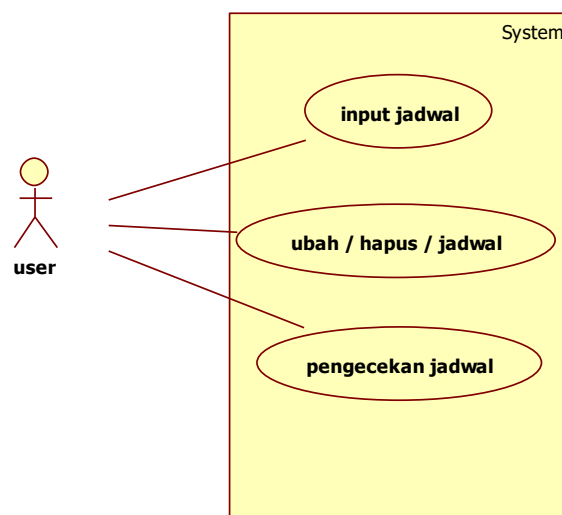 System
input jadwal
ubah / hapus / jadwal
user
pengecekan jadwal